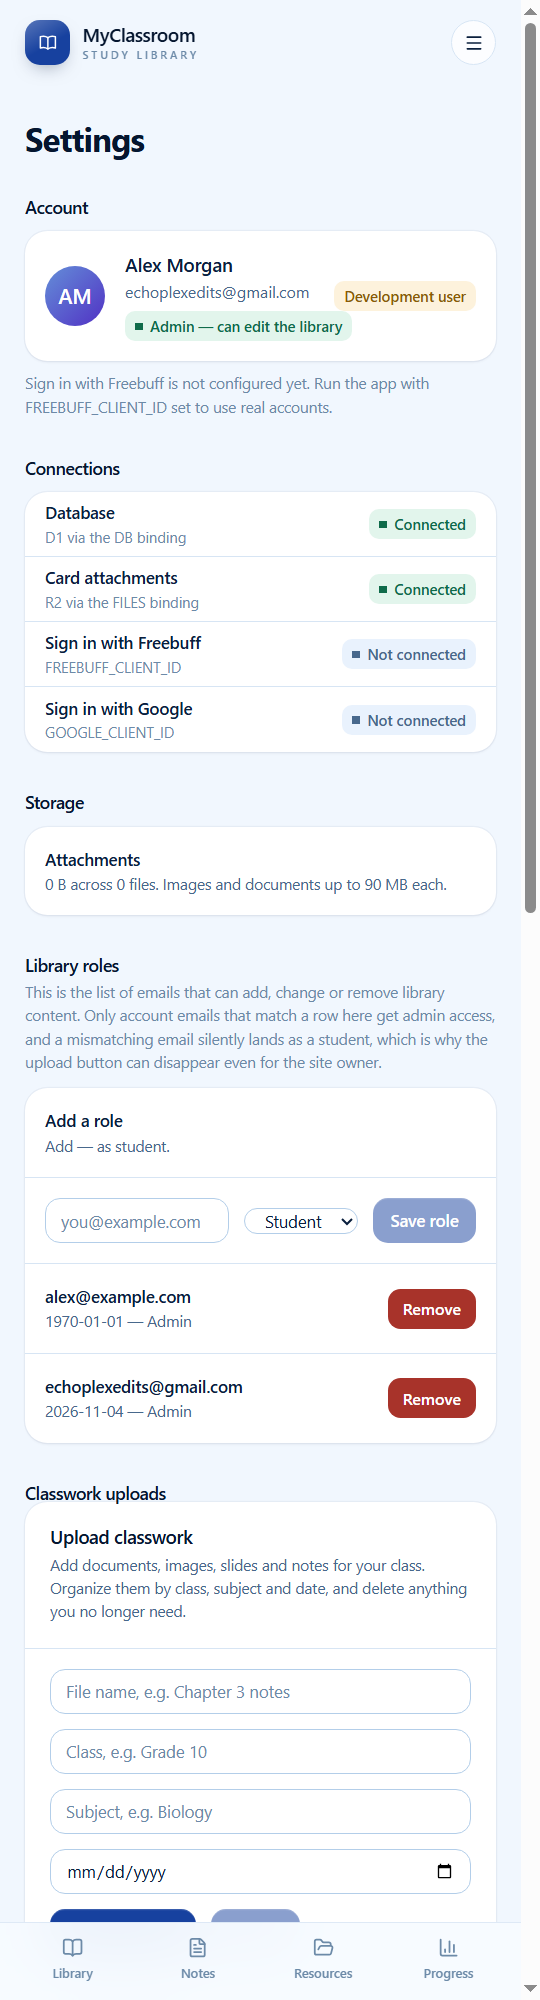 MyClassroom
STUDY LIBRARY
Settings
Account
AM
Alex Morgan
echoplexedits@gmail.com
Development user
Admin — can edit the library
Sign in with Freebuff is not configured yet. Run the app with
FREEBUFF_CLIENT_ID set to use real accounts.
Connections
Database
D1 via the DB binding
Connected
Card attachments
R2 via the FILES binding
Connected
Sign in with Freebuff
FREEBUFF_CLIENT_ID
Not connected
Sign in with Google
GOOGLE_CLIENT_ID
Not connected
Storage
Attachments
0 B across 0 files. Images and documents up to 90 MB each.
Library roles
This is the list of emails that can add, change or remove library
content. Only account emails that match a row here get admin access,
and a mismatching email silently lands as a student, which is why the
upload button can disappear even for the site owner.
Add a role
Add — as student.
you@example.com
Student
Save role
alex@example.com
1970-01-01 — Admin
Remove
echoplexedits@gmail.com
2026-11-04 — Admin
Remove
Classwork uploads
Upload classwork
Add documents, images, slides and notes for your class.
Organize them by class, subject and date, and delete anything
you no longer need.
File name, e.g. Chapter 3 notes
Class, e.g. Grade 10
Subject, e.g. Biology
mm/dd/yyyy
Library
Notes
Resources
Progress